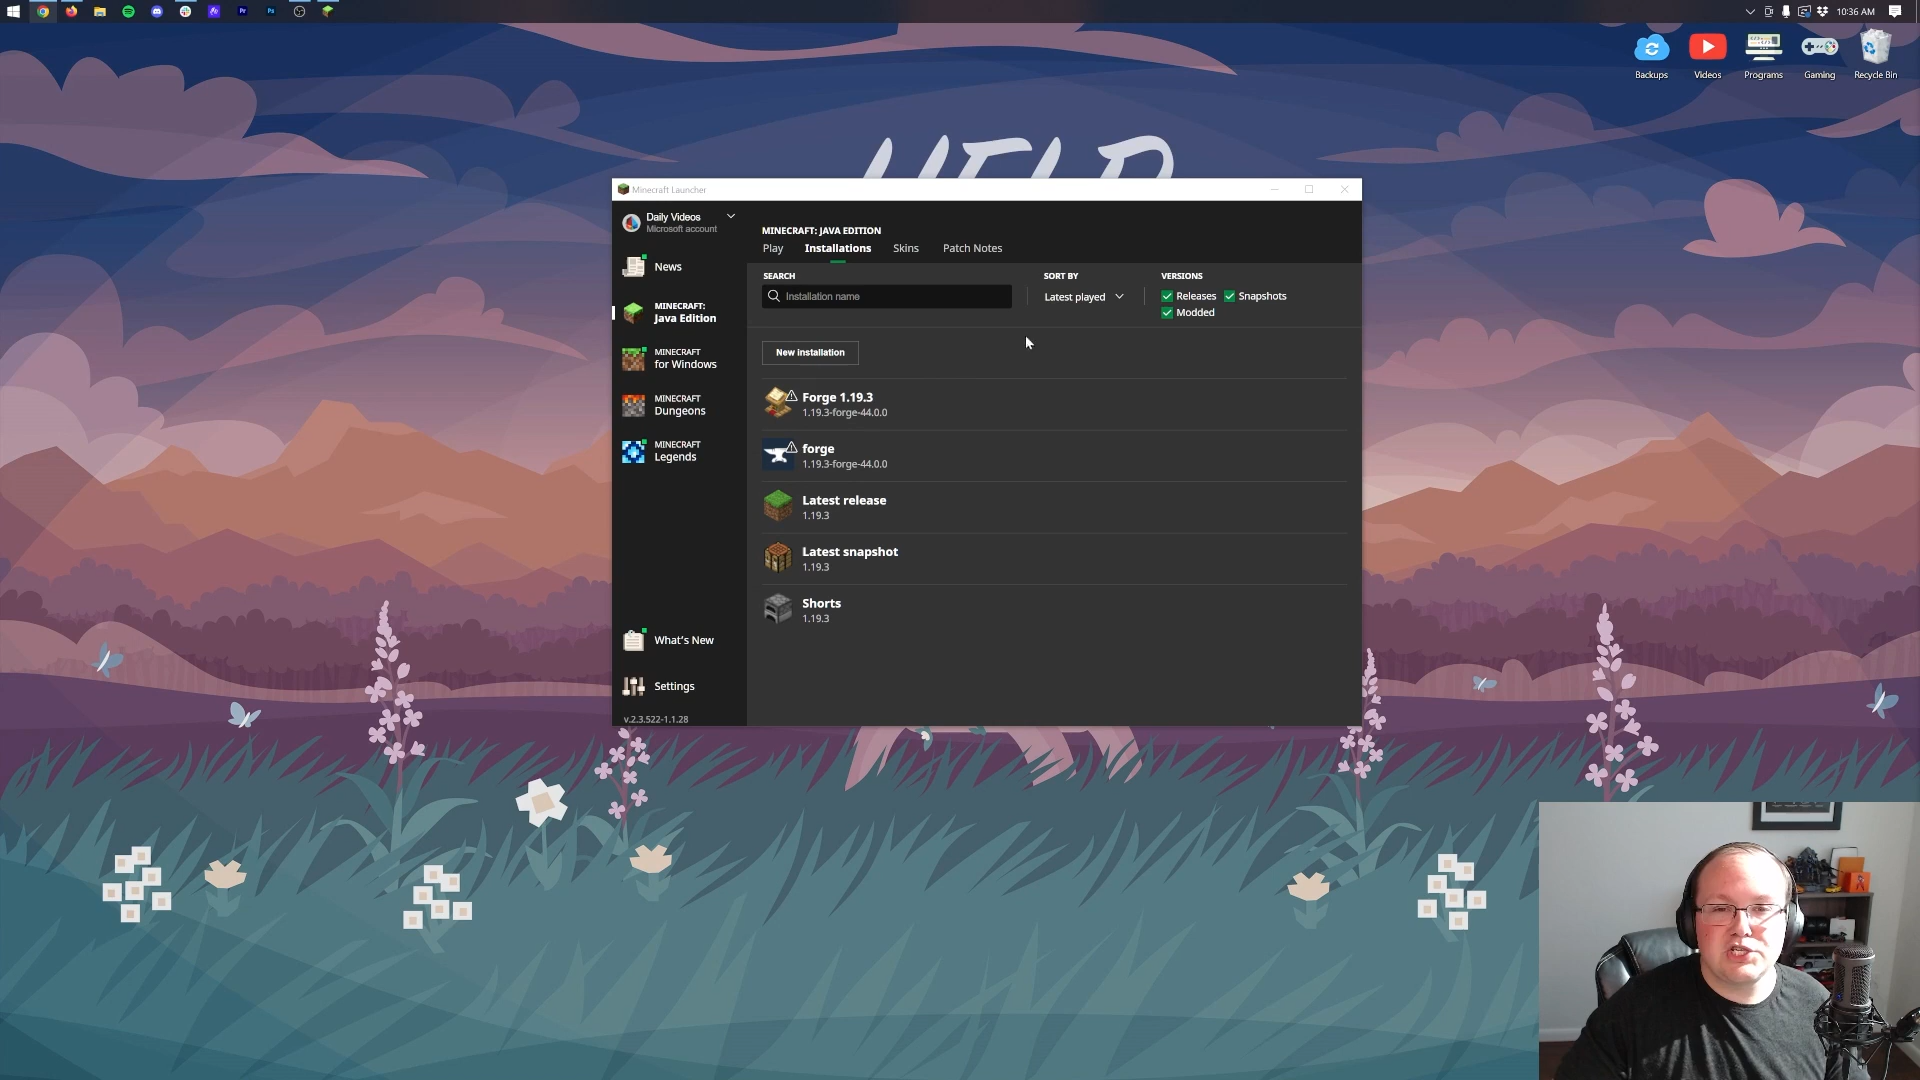 10:36 AM
Backups
Videos
Programs
Gaming
Recycle Bin
HELP
Minecraft Launcher
Daily Videos
Microsoft account
News
MINECRAFT:
Java Edition
MINECRAFT
for Windows
MINECRAFT
Dungeons
MINECRAFT
Legends
What's New
Settings
v.2.3.522-1.1.28
MINECRAFT: JAVA EDITION
Play Installations Skins Patch Notes
SEARCH SORT BY VERSIONS
Installation name Latest played Releases Snapshots
Modded
New installation
Forge 1.19.3
1.19.3-forge-44.0.0
forge
1.19.3-forge-44.0.0
Latest release
1.19.3
Latest snapshot
1.19.3
Shorts
1.19.3